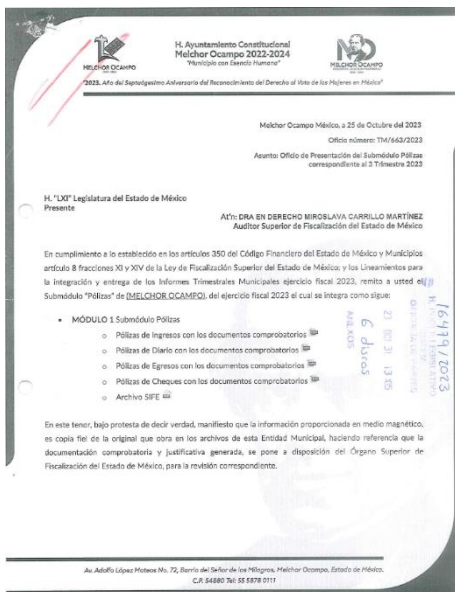 H. Ayuntamiento Constitucional
Melchor Ocampo 2022-2024
"Municipio con Esencia Humana"
MELCHOR OCAMPO
MELCHOR OCAMPO
"2023. Año del Septuagésimo Aniversario del Reconocimiento del Derecho al Voto de las Mujeres en México"
Melchor Ocampo México, a 25 de Octubre del 2023
Oficio número: TM/663/2023
Asunto: Oficio de Presentación del Submódulo Pólizas
correspondiente al 3 Trimestre 2023
H. "LXI" Legislatura del Estado de México
Presente
At'n: DRA EN DERECHO MIROSLAVA CARRILLO MARTÍNEZ
Auditor Superior de Fiscalización del Estado de México
En cumplimiento a lo establecido en los artículos 350 del Código Financiero del Estado de México y Municipios
artículo 8 fracciones XI y XIV de la Ley de Fiscalización Superior del Estado de México; y los Lineamientos para
la integración y entrega de los Informes Trimestrales Municipales ejercicio fiscal 2023, remito a usted el
Submódulo "Pólizas" de (MELCHOR OCAMPO), del ejercicio fiscal 2023 el cual se integra como sigue:
• MÓDULO 1 Submódulo Pólizas
o Pólizas de Ingresos con los documentos comprobatorios
o Pólizas de Diario con los documentos comprobatorios
o Pólizas de Egresos con los documentos comprobatorios
o Pólizas de Cheques con los documentos comprobatorios
o Archivo SIFE
16479/2023
6 discos
ANEXOS
En este tenor, bajo protesta de decir verdad, manifiesto que la información proporcionada en medio magnético,
es copia fiel de la original que obra en los archivos de esta Entidad Municipal, haciendo referencia que la
documentación comprobatoria y justificativa generada, se pone a disposición del Órgano Superior de
Fiscalización del Estado de México, para la revisión correspondiente.
Av. Adolfo López Mateos No. 72, Barrio del Señor de los Milagros, Melchor Ocampo, Estado de México.
C.P. 54880 Tel: 55 5878 0111